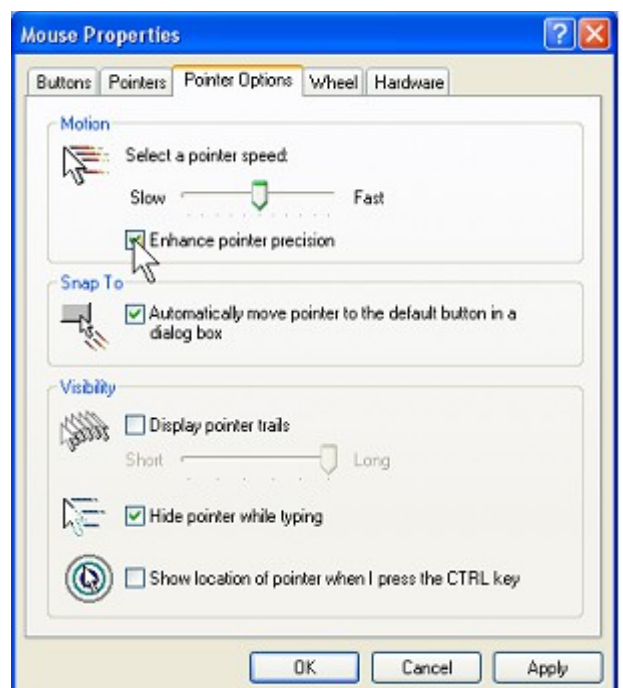 Mouse Properties
Buttons Pointers Pointer Options Wheel Hardware
Motion
Select a pointer speed:
Slow Fast
Enhance pointer precision
Snap To
Automatically move pointer to the default button in a
dialog box
Visibility
Display pointer trails
Short Long
Hide pointer while typing
Show location of pointer when I press the CTRL key
OK Cancel Apply